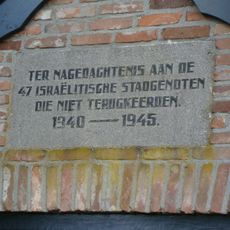 TER NAGEDACHTENIS AAN DE
47 ISRAËLITISCHE STADGENOTEN
DIE NIET TERUGKEERDEN.
1940 — 1945.